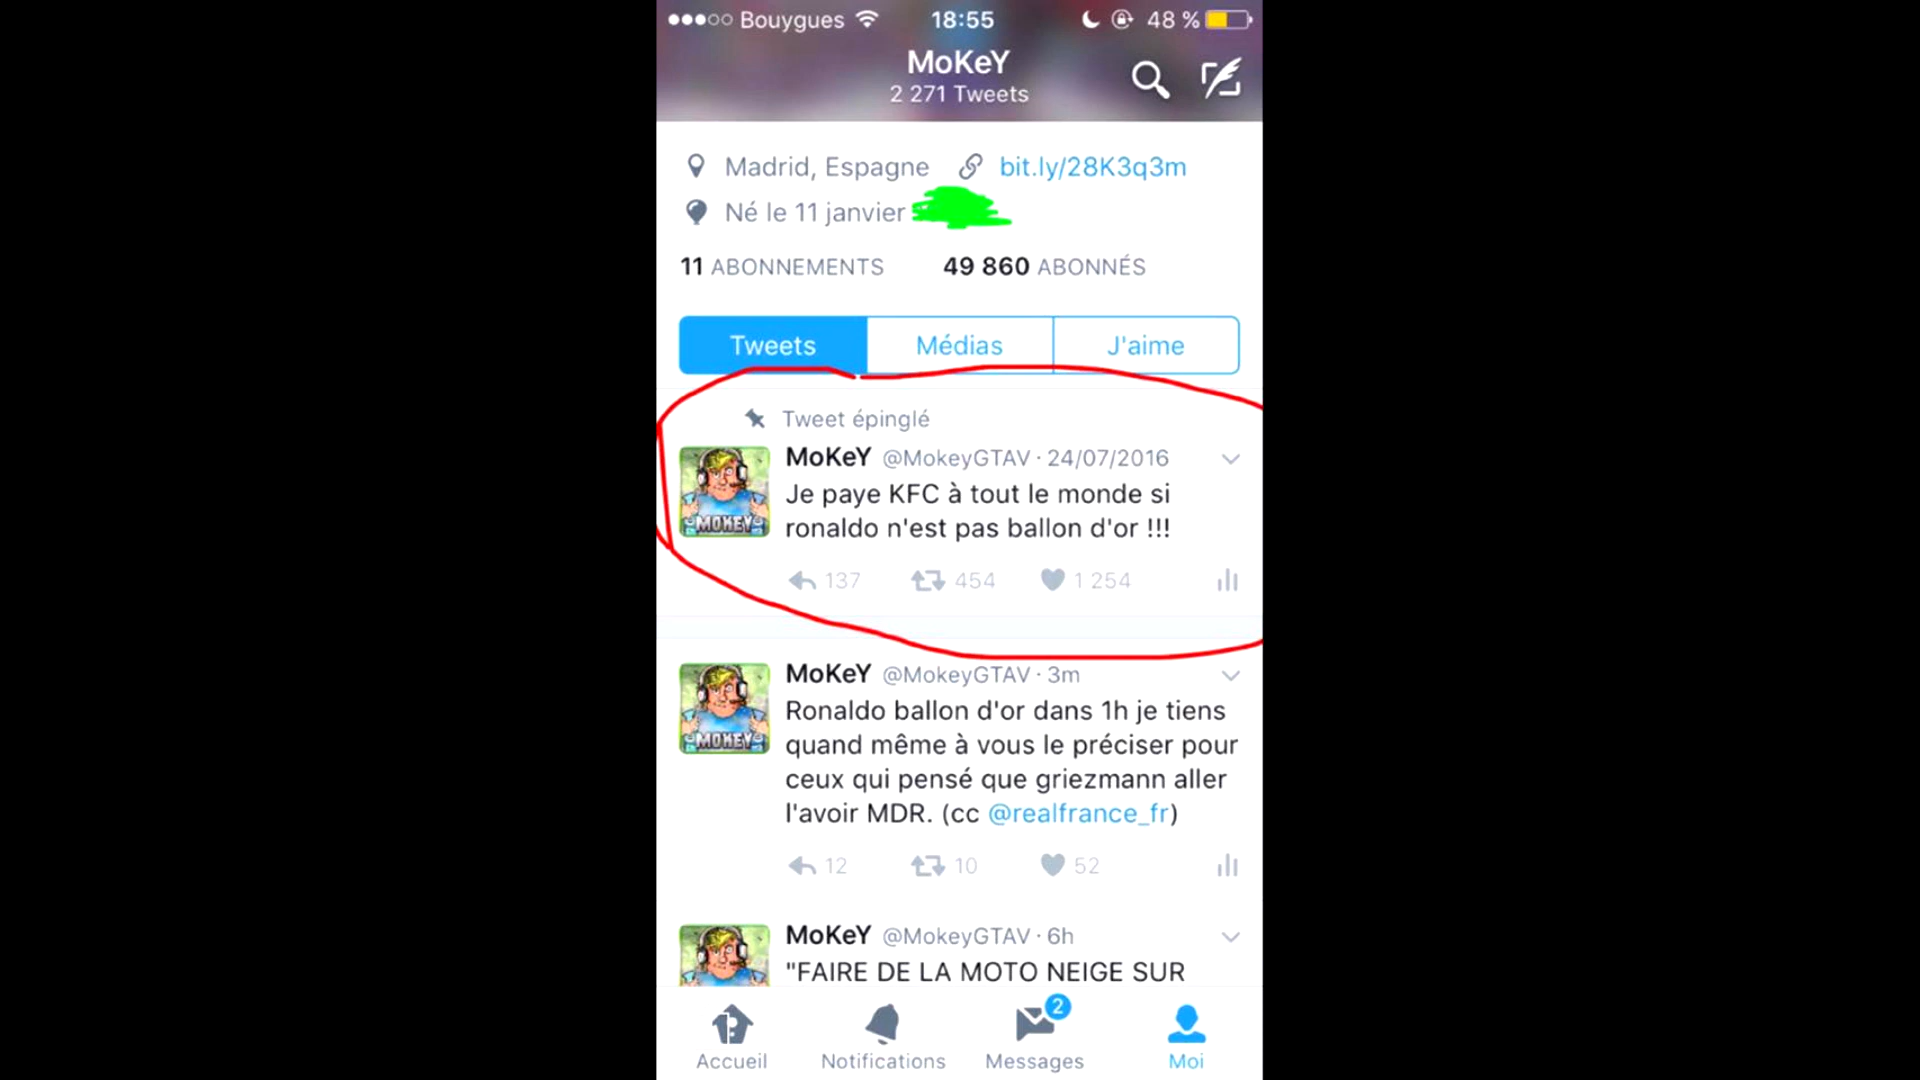 Bouygues 18:55 48 %
MoKeY
2 271 Tweets
Madrid, Espagne bit.ly/28K3q3m
Né le 11 janvier
11 ABONNEMENTS 49 860 ABONNÉS
Tweets Médias J'aime
Tweet épinglé
MoKeY @MokeyGTAV · 24/07/2016
Je paye KFC à tout le monde si
ronaldo n'est pas ballon d'or !!!
MOKEY
137 454 1 254
MoKeY @MokeyGTAV · 3m
Ronaldo ballon d'or dans 1h je tiens
quand même à vous le préciser pour
ceux qui pensé que griezmann aller
l'avoir MDR. (cc @realfrance_fr)
MOKEY
12 10 52
MoKeY @MokeyGTAV · 6h
"FAIRE DE LA MOTO NEIGE SUR
2
Accueil Notifications Messages Moi